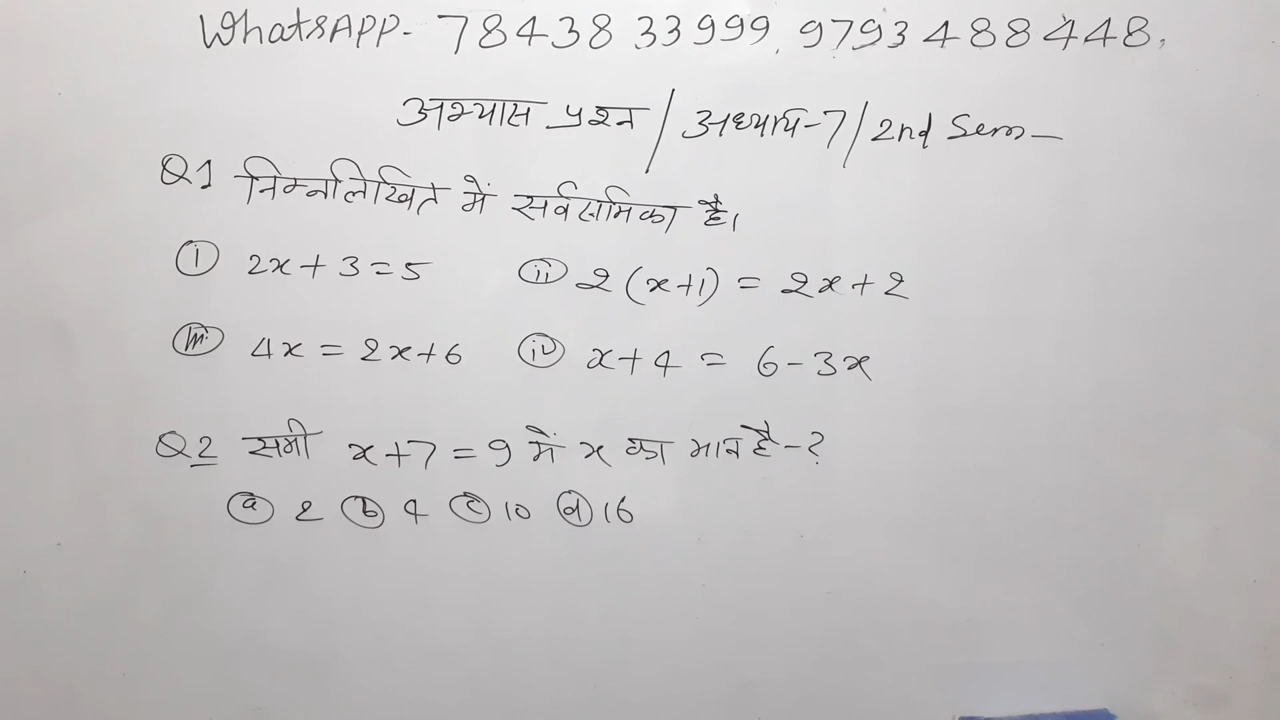 WhatsAPP- 78438 33999, 9793488448,
अभ्यास प्रश्न / अध्याय-7 / 2nd Sem -
Q1 निम्नलिखित में सर्वसमिका है।
(i) 2x + 3 = 5 (ii) 2(x+1) = 2x + 2
(iii) 4x = 2x+6 (iv) x+4 = 6-3x
Q2 समी x+7 = 9 में x का मान है -?
(a) 2 (b) 4 (c) 10 (d) 16